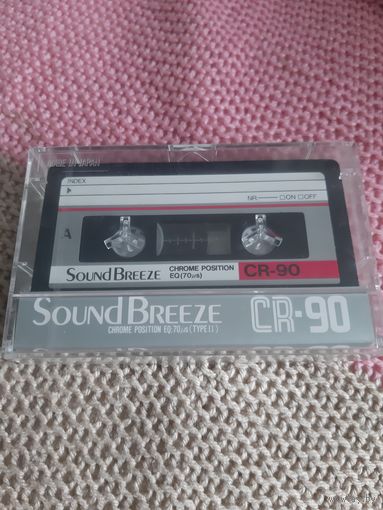 MADE IN JAPAN
INDEX
NR □ON □OFF
A
SOUND BREEZE CHROME POSITION EQ(70μs) CR-90
SOUND BREEZE CR-90
CHROME POSITION EQ:70μs(TYPE II)